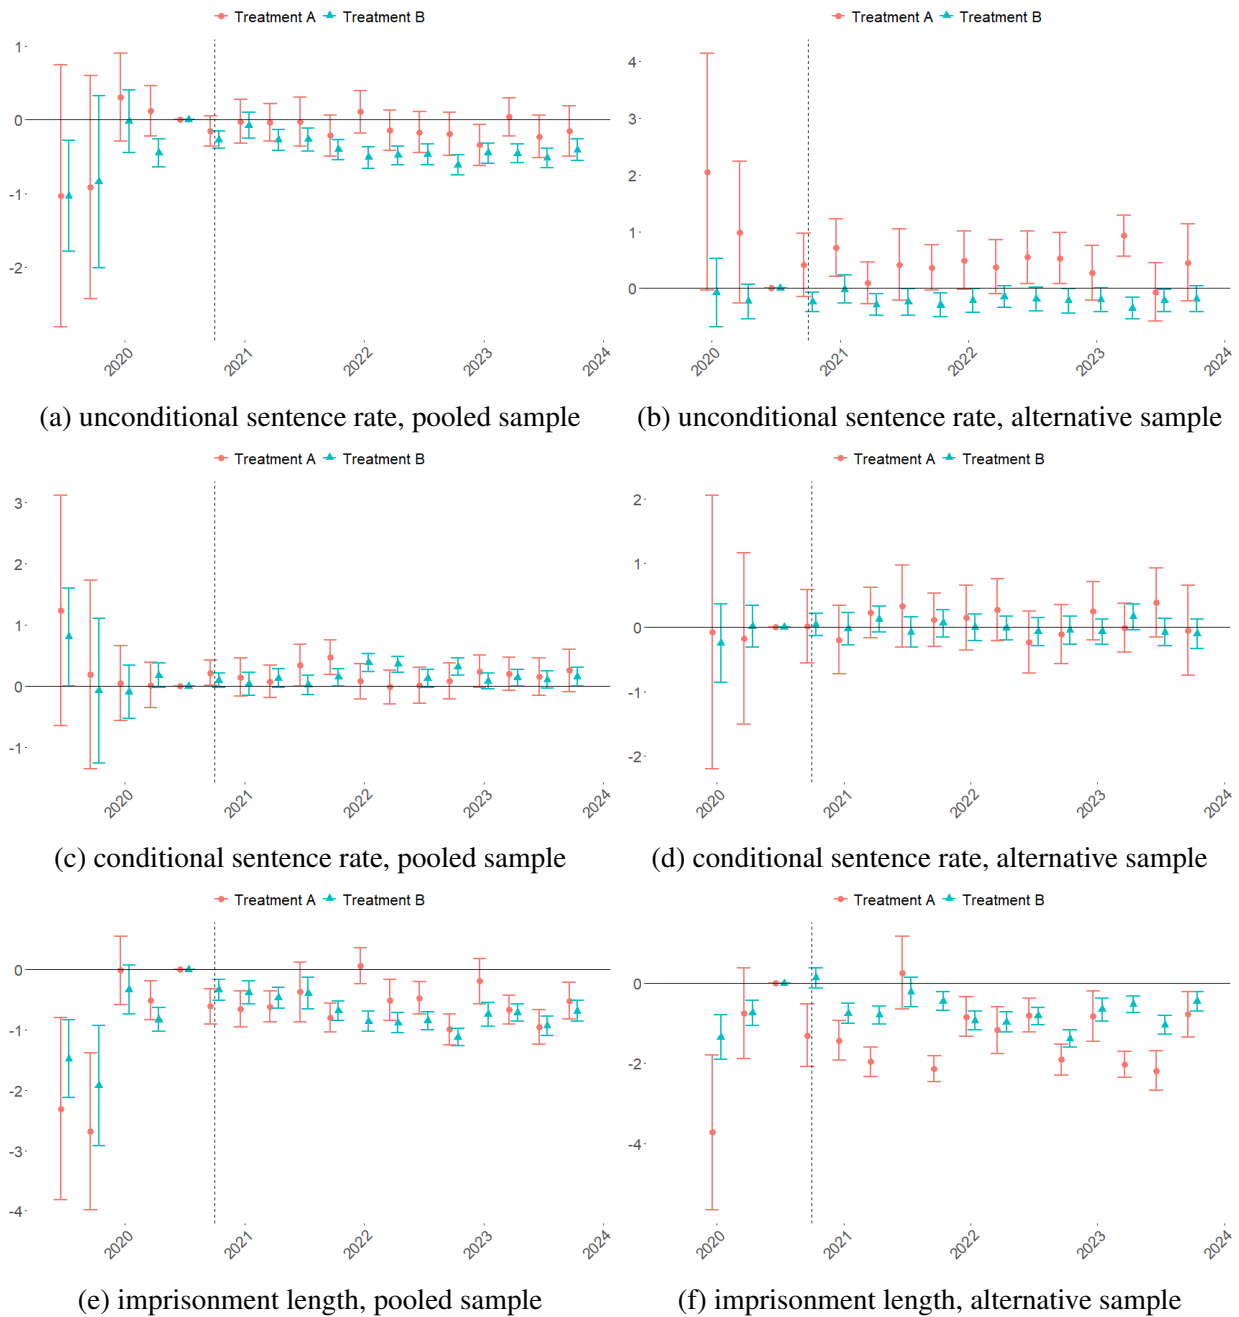 Treatment A Treatment B
1
0
-1
-2
2020 2021 2022 2023 2024
(a) unconditional sentence rate, pooled sample
Treatment A Treatment B
4
3
2
1
0
2020 2021 2022 2023 2024
(b) unconditional sentence rate, alternative sample
Treatment A Treatment B
3
2
1
0
-1
2020 2021 2022 2023 2024
(c) conditional sentence rate, pooled sample
Treatment A Treatment B
2
1
0
-1
-2
2020 2021 2022 2023 2024
(d) conditional sentence rate, alternative sample
Treatment A Treatment B
0
-1
-2
-3
-4
2020 2021 2022 2023 2024
(e) imprisonment length, pooled sample
Treatment A Treatment B
0
-2
-4
2020 2021 2022 2023 2024
(f) imprisonment length, alternative sample